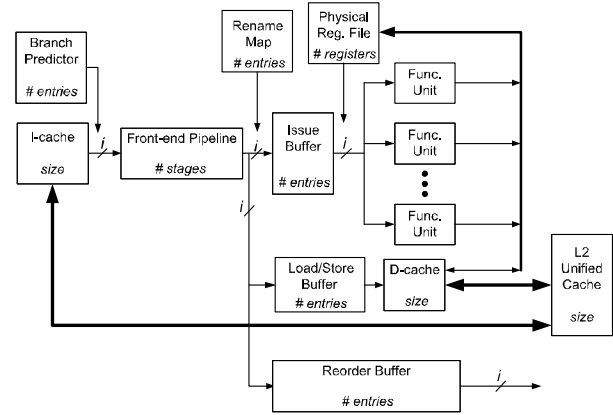 Branch
Predictor
# entries
Rename
Map
# entries
Physical
Reg. File
# registers
Func.
Unit
I-cache
size
i
Front-end Pipeline
# stages
i
Issue
Buffer
# entries
i
Func.
Unit
i
Func.
Unit
Load/Store
Buffer
# entries
D-cache
size
L2
Unified
Cache
size
Reorder Buffer
# entries
i